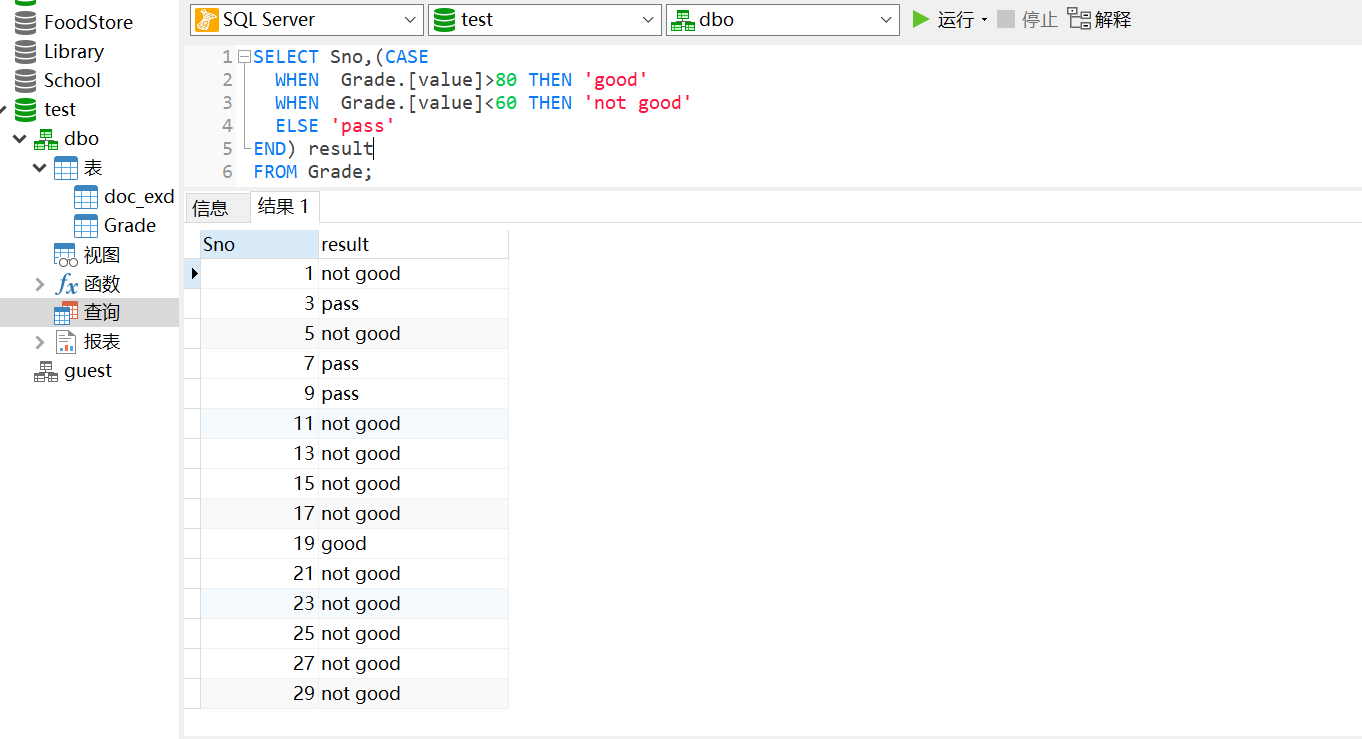 FoodStore
Library
School
test
dbo
表
doc_exd
Grade
视图
函数
查询
报表
guest
SQL Server test dbo 运行 停止 解释
1 SELECT Sno,(CASE
2 WHEN Grade.[value]>80 THEN 'good'
3 WHEN Grade.[value]<60 THEN 'not good'
4 ELSE 'pass'
5 END) result
6 FROM Grade;
信息 结果 1
Sno result
1 not good
3 pass
5 not good
7 pass
9 pass
11 not good
13 not good
15 not good
17 not good
19 good
21 not good
23 not good
25 not good
27 not good
29 not good